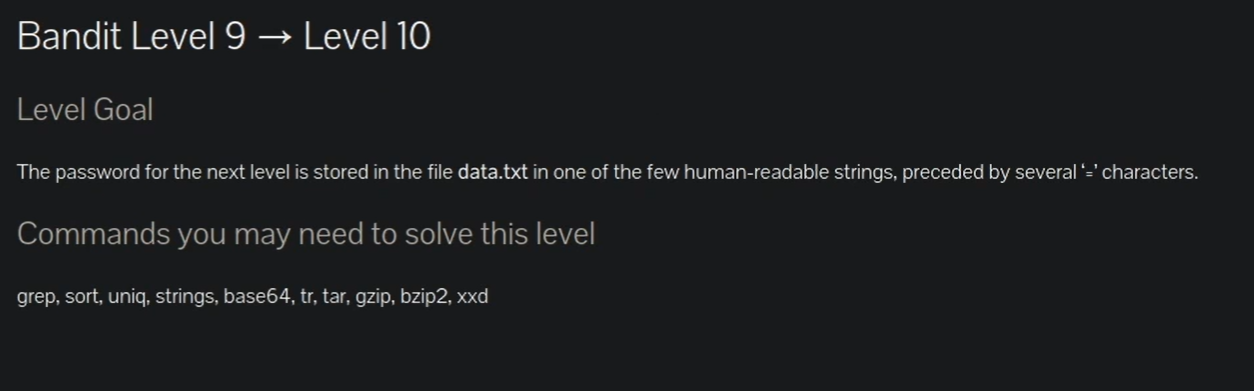 Bandit Level 9 → Level 10
Level Goal
The password for the next level is stored in the file data.txt in one of the few human-readable strings, preceded by several ‘=’ characters.
Commands you may need to solve this level
grep, sort, uniq, strings, base64, tr, tar, gzip, bzip2, xxd